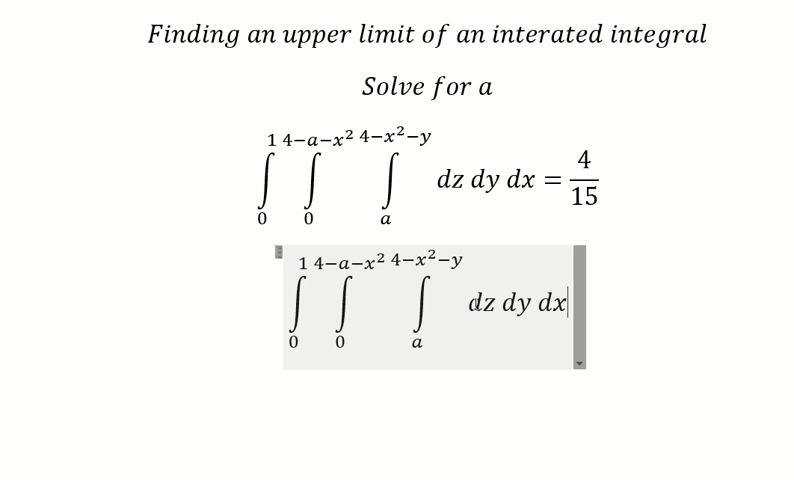 Finding an upper limit of an interated integral
Solve for a
∫₀¹ ∫₀^(4−a−x²) ∫ₐ^(4−x²−y) dz dy dx = 4/15
∫₀¹ ∫₀^(4−a−x²) ∫ₐ^(4−x²−y) dz dy dx